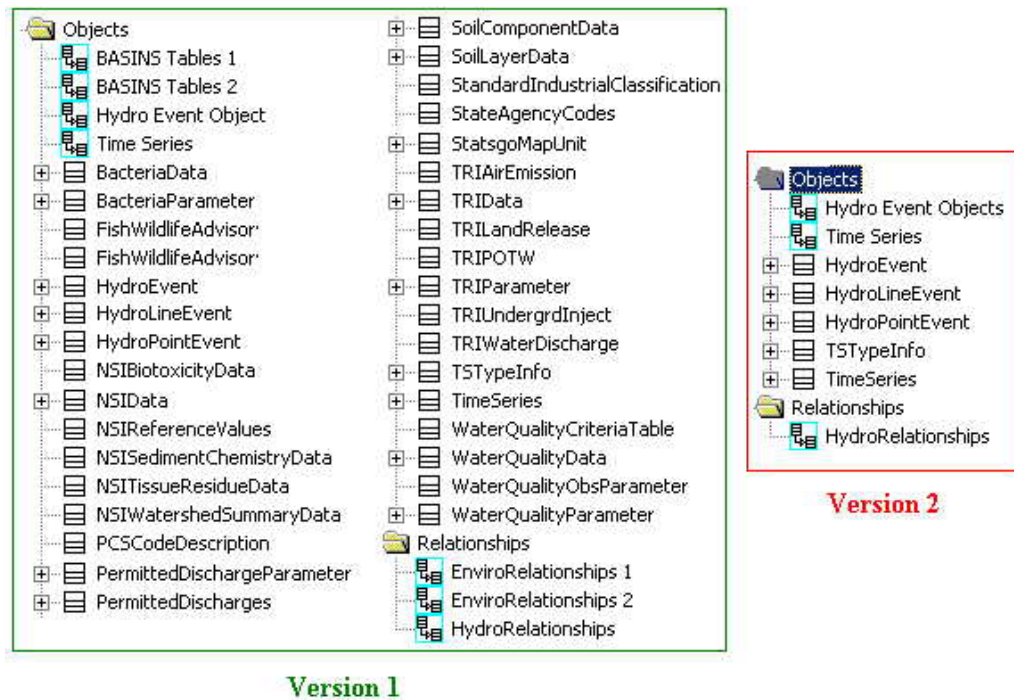 Objects
BASINS Tables 1
BASINS Tables 2
Hydro Event Object
Time Series
BacteriaData
BacteriaParameter
FishWildlifeAdvisor
FishWildlifeAdvisor
HydroEvent
HydroLineEvent
HydroPointEvent
NSIBiotoxicityData
NSIData
NSIReferenceValues
NSISedimentChemistryData
NSITissueResidueData
NSIWatershedSummaryData
PCSCodeDescription
PermittedDischargeParameter
PermittedDischarges
SoilComponentData
SoilLayerData
StandardIndustrialClassification
StateAgencyCodes
StatsgoMapUnit
TRIAirEmission
TRIData
TRILandRelease
TRIPOTW
TRIParameter
TRIUndergrdInject
TRIWaterDischarge
TSTypeInfo
TimeSeries
WaterQualityCriteriaTable
WaterQualityData
WaterQualityObsParameter
WaterQualityParameter
Relationships
EnviroRelationships 1
EnviroRelationships 2
HydroRelationships
Version 1
Objects
Hydro Event Objects
Time Series
HydroEvent
HydroLineEvent
HydroPointEvent
TSTypeInfo
TimeSeries
Relationships
HydroRelationships
Version 2